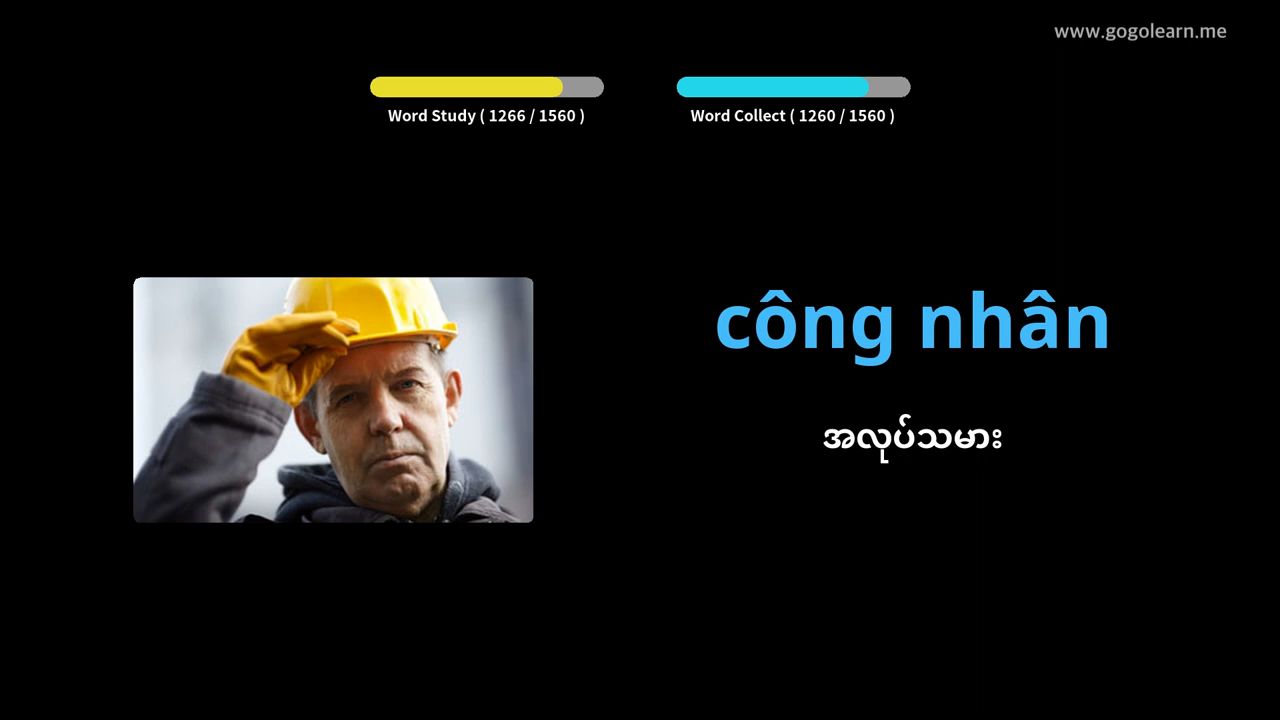 www.gogolearn.me
Word Study ( 1266 / 1560 )
Word Collect ( 1260 / 1560 )
công nhân
အလုပ်သမား